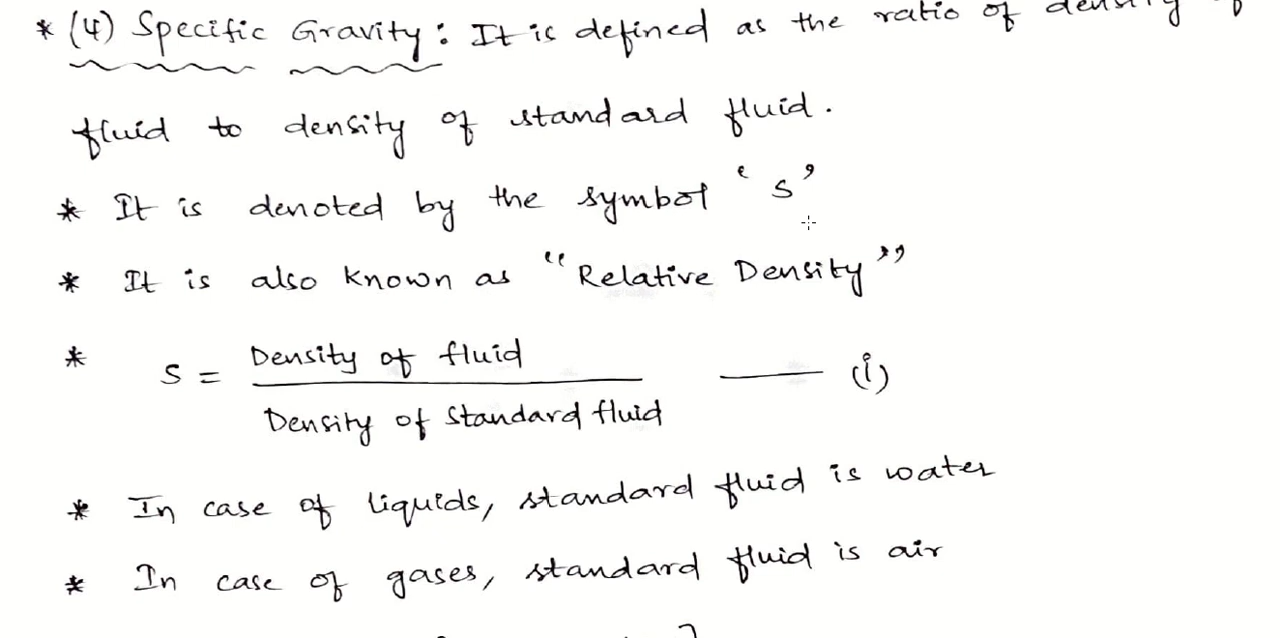 * (4) Specific Gravity: It is defined as the ratio of density of
fluid to density of standard fluid.
* It is denoted by the symbol 's'
* It is also known as "Relative Density"
* S = Density of fluid / Density of standard fluid —— (i)
* In case of liquids, standard fluid is water
* In case of gases, standard fluid is air